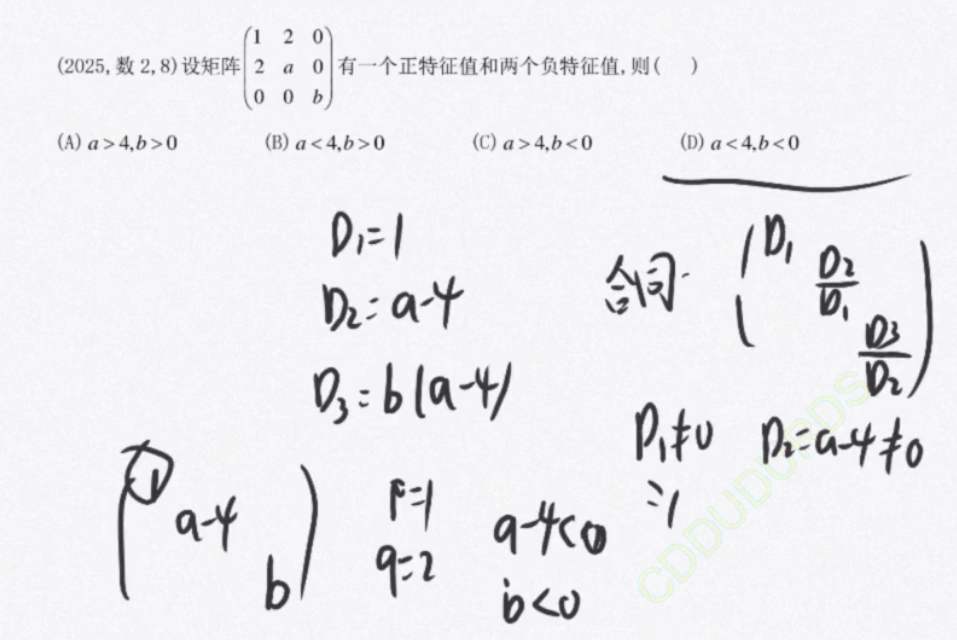 (2025,数2,8)设矩阵 (1 2 0
2 a 0
0 0 b) 有一个正特征值和两个负特征值,则( )
(A) a>4,b>0 (B) a<4,b>0 (C) a>4,b<0 (D) a<4,b<0
D₁=1
D₂=a-4
D₃=b(a-4)
合同
(D₁
D₂/D₁
D₃/D₂)
D₁≠0 D₂=a-4≠0
=1
(1
a-4
b)
P=1
q=2
a-4<0
b<0
CDDUDUCPDS